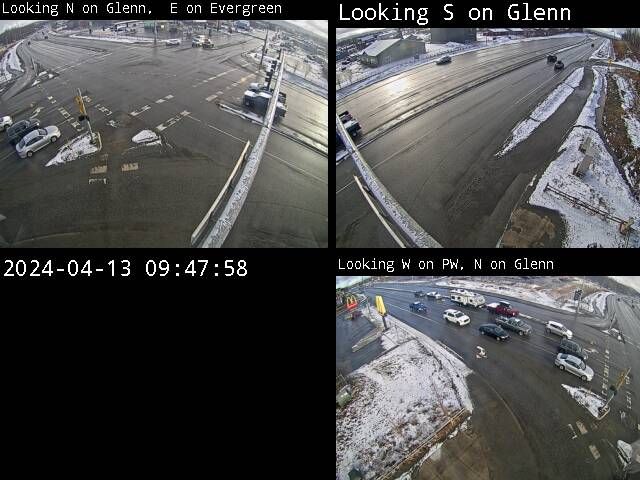 Looking N on Glenn,  E on Evergreen
Looking S on Glenn
2024-04-13 09:47:58
Looking W on PW, N on Glenn